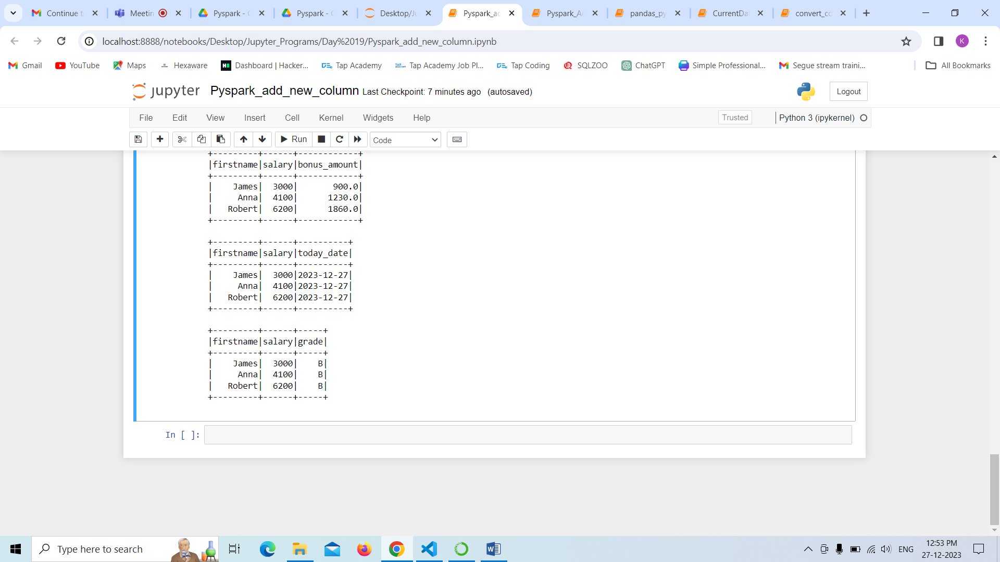 Continue t
Meetin
Pyspark - C
Pyspark - C
Desktop/Ju
Pyspark_ac
Pyspark_Ac
pandas_py
CurrentDa
convert_co
localhost:8888/notebooks/Desktop/Jupyter_Programs/Day%2019/Pyspark_add_new_column.ipynb
K
Gmail YouTube Maps Hexaware Dashboard | Hacker... Tap Academy Tap Academy Job Pl... Tap Coding SQLZOO ChatGPT Simple Professional... Segue stream traini... All Bookmarks
jupyter Pyspark_add_new_column Last Checkpoint: 7 minutes ago (autosaved) Logout
File Edit View Insert Cell Kernel Widgets Help Trusted Python 3 (ipykernel)
Run Code
+---------+------+------------+
|firstname|salary|bonus_amount|
+---------+------+------------+
|    James|  3000|       900.0|
|     Anna|  4100|      1230.0|
|   Robert|  6200|      1860.0|
+---------+------+------------+
+---------+------+----------+
|firstname|salary|today_date|
+---------+------+----------+
|    James|  3000|2023-12-27|
|     Anna|  4100|2023-12-27|
|   Robert|  6200|2023-12-27|
+---------+------+----------+
+---------+------+-----+
|firstname|salary|grade|
+---------+------+-----+
|    James|  3000|    B|
|     Anna|  4100|    B|
|   Robert|  6200|    B|
+---------+------+-----+
In [ ]:
Type here to search
ENG
12:53 PM
27-12-2023